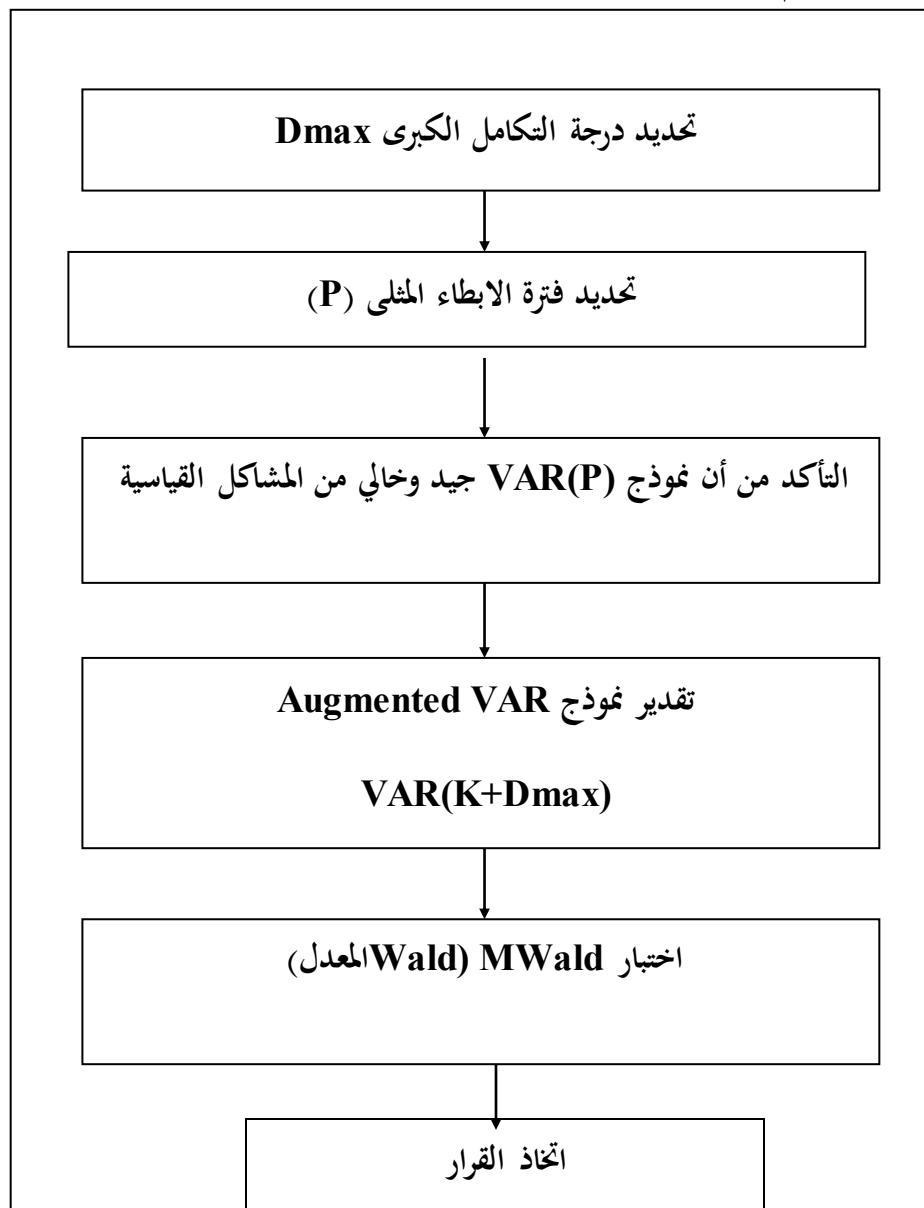 تحديد درجة التكامل الكبرى Dmax
تحديد فترة الابطاء المثلى (P)
التأكد من أن نموذج VAR(P) جيد وخالي من المشاكل القياسية
تقدير نموذج Augmented VAR
VAR(K+Dmax)
اختبار MWald (Waldالمعدل)
اتخاذ القرار